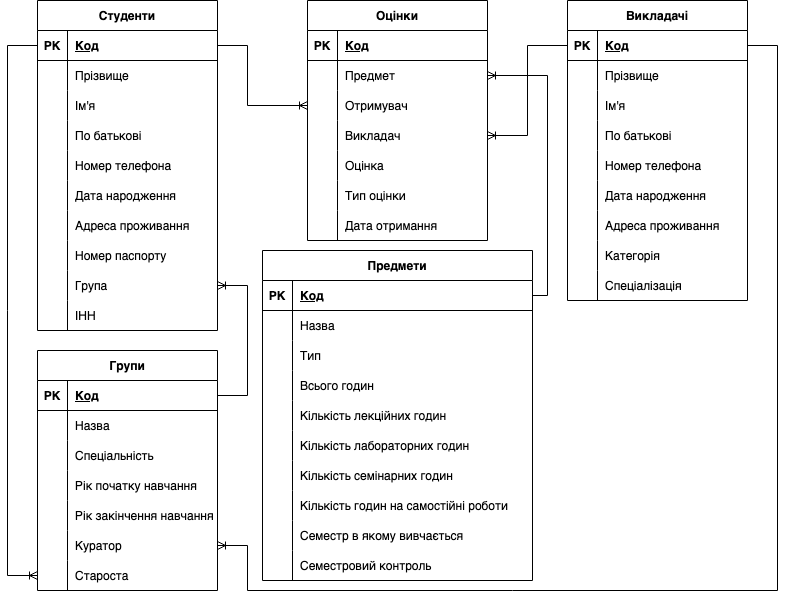 Студенти
PK Код
Прізвище
Ім'я
По батькові
Номер телефона
Дата народження
Адреса проживання
Номер паспорту
Група
ІНН
Оцінки
PK Код
Предмет
Отримувач
Викладач
Оцінка
Тип оцінки
Дата отримання
Викладачі
PK Код
Прізвище
Ім'я
По батькові
Номер телефона
Дата народження
Адреса проживання
Категорія
Спеціалізація
Групи
PK Код
Назва
Спеціальність
Рік початку навчання
Рік закінчення навчання
Куратор
Староста
Предмети
PK Код
Назва
Тип
Всього годин
Кількість лекційних годин
Кількість лабораторних годин
Кількість семінарних годин
Кількість годин на самостійні роботи
Семестр в якому вивчається
Семестровий контроль